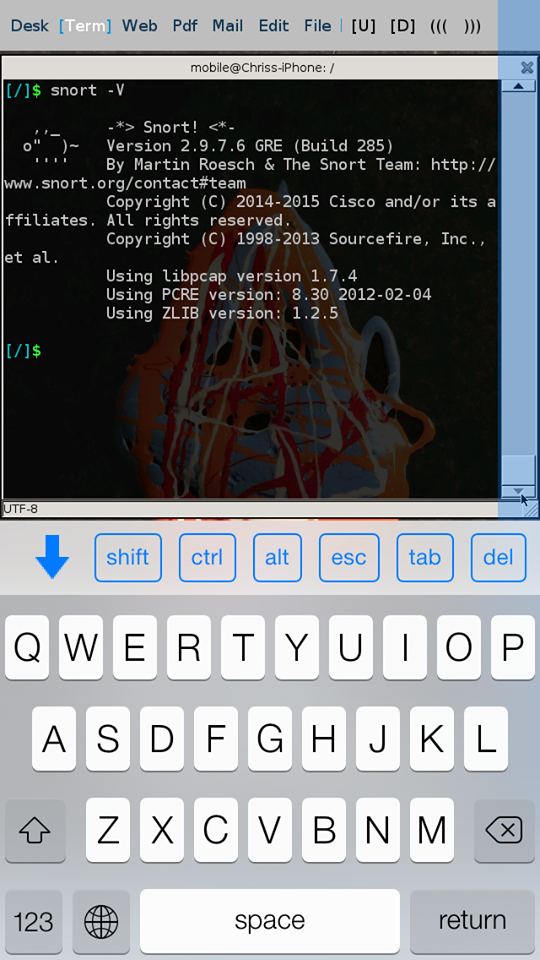 Desk [Term] Web Pdf Mail Edit File | [U] [D] ((( )))
mobile@Chriss-iPhone: /
[/]$ snort -V
,,_ -*> Snort! <*-
o" )~ Version 2.9.7.6 GRE (Build 285)
'''' By Martin Roesch & The Snort Team: http://
www.snort.org/contact#team
Copyright (C) 2014-2015 Cisco and/or its a
ffiliates. All rights reserved.
Copyright (C) 1998-2013 Sourcefire, Inc.,
et al.
Using libpcap version 1.7.4
Using PCRE version: 8.30 2012-02-04
Using ZLIB version: 1.2.5
[/]$
UTF-8
shift ctrl alt esc tab del
Q W E R T Y U I O P
A S D F G H J K L
Z X C V B N M
123 space return